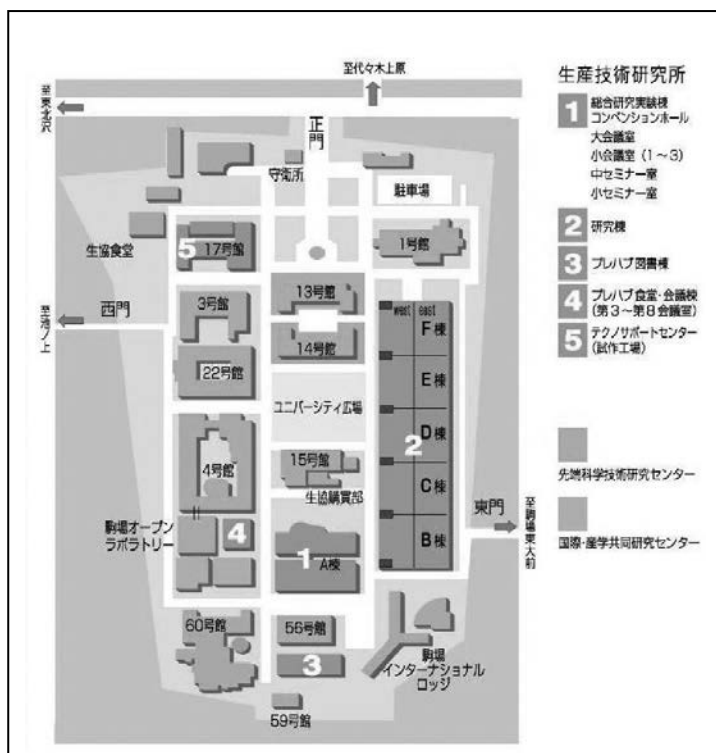 至代々木上原
至東北沢
正門
守衛所
駐車場
生協食堂
5 17号館
1号館
西門
至池ノ上
3号館
13号館
west east
F棟
14号館
22号館
E棟
ユニバーシティ広場
D棟
2
4号館
15号館
生協購買部
C棟
東門
至駒場東大前
駒場オープン
ラボラトリー
4
1
A棟
B棟
60号館
56号館
3
駒場
インターナショナル
ロッジ
59号館
生産技術研究所
1 総合研究実験棟
コンベンションホール
大会議室
小会議室（1～3）
中セミナー室
小セミナー室
2 研究棟
3 プレハブ図書棟
4 プレハブ食堂・会議棟
（第3～第8会議室）
5 テクノサポートセンター
（試作工場）
先端科学技術研究センター
国際・産学共同研究センター